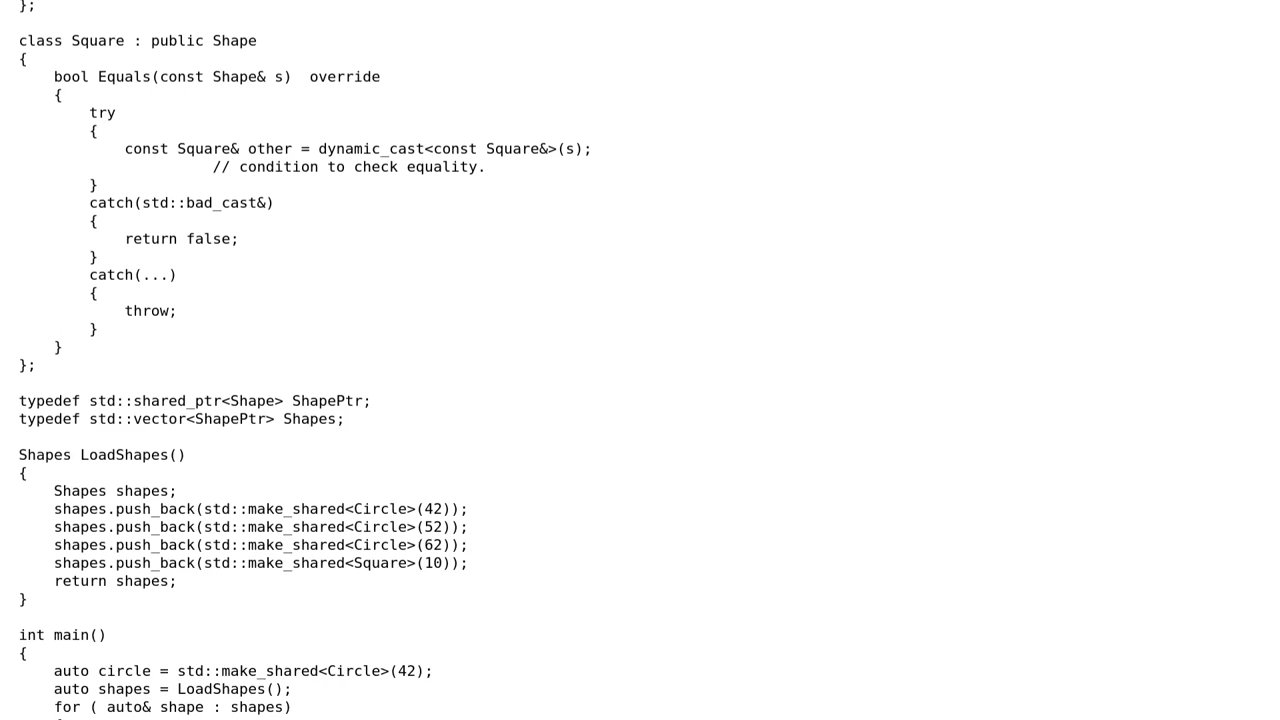 };
class Square : public Shape
{
    bool Equals(const Shape& s)  override
    {
        try
        {
            const Square& other = dynamic_cast<const Square&>(s);
                      // condition to check equality.
        }
        catch(std::bad_cast&)
        {
            return false;
        }
        catch(...)
        {
            throw;
        }
    }
};
typedef std::shared_ptr<Shape> ShapePtr;
typedef std::vector<ShapePtr> Shapes;
Shapes LoadShapes()
{
    Shapes shapes;
    shapes.push_back(std::make_shared<Circle>(42));
    shapes.push_back(std::make_shared<Circle>(52));
    shapes.push_back(std::make_shared<Circle>(62));
    shapes.push_back(std::make_shared<Square>(10));
    return shapes;
}
int main()
{
    auto circle = std::make_shared<Circle>(42);
    auto shapes = LoadShapes();
    for ( auto& shape : shapes)